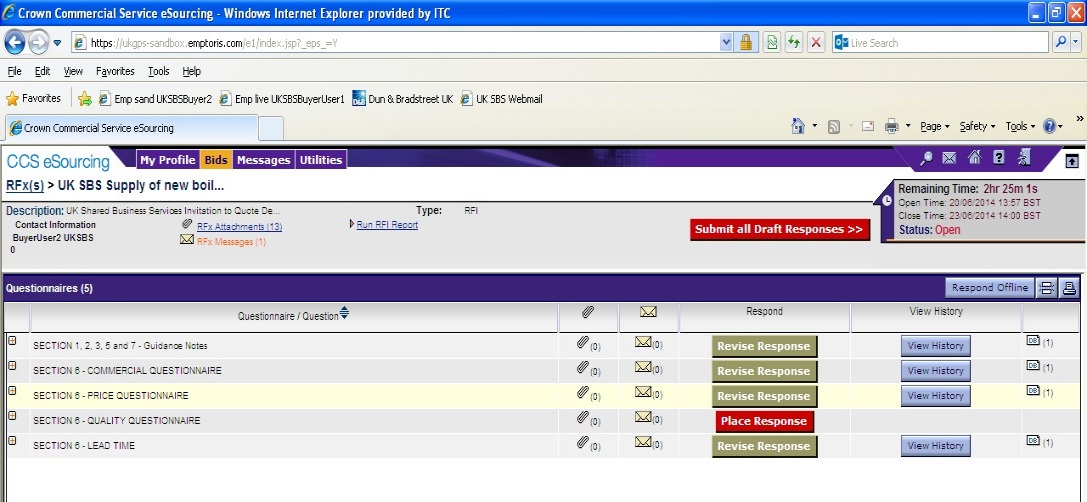 Crown Commercial Service eSourcing - Windows Internet Explorer provided by ITC
https://ukgps-sandbox.emptoris.com/e1/index.jsp?_eps_=Y
Live Search
File Edit View Favorites Tools Help
Favorites Emp sand UKSBSBuyer2 Emp live UKSBSBuyerUser1 Dun & Bradstreet UK UK SBS Webmail
Crown Commercial Service eSourcing
Page Safety Tools
CCS eSourcing My Profile Bids Messages Utilities
RFx(s) > UK SBS Supply of new boil...
Description: UK Shared Business Services Invitation to Quote De... Type: RFI
Contact Information RFx Attachments (13) Run RFI Report
BuyerUser2 UKSBS RFx Messages (1)
0
Submit all Draft Responses >>
Remaining Time: 2hr 25m 1s
Open Time: 20/06/2014 13:57 BST
Close Time: 23/06/2014 14:00 BST
Status: Open
Questionnaires (5) Respond Offline
Questionnaire / Question Respond View History
SECTION 1, 2, 3, 5 and 7 - Guidance Notes (0) (0) Revise Response View History DB (1)
SECTION 6 - COMMERCIAL QUESTIONNAIRE (0) (0) Revise Response View History DB (1)
SECTION 6 - PRICE QUESTIONNAIRE (0) (0) Revise Response View History DB (1)
SECTION 6 - QUALITY QUESTIONNAIRE (0) (0) Place Response
SECTION 6 - LEAD TIME (0) (0) Revise Response View History DB (1)